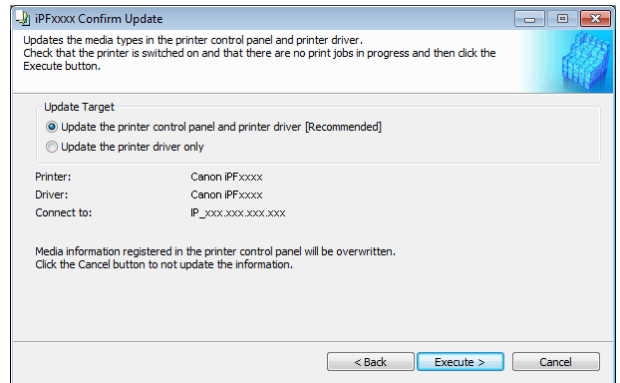 iPFxxxx Confirm Update
Updates the media types in the printer control panel and printer driver.
Check that the printer is switched on and that there are no print jobs in progress and then click the
Execute button.
Update Target
Update the printer control panel and printer driver [Recommended]
Update the printer driver only
Printer: Canon iPFxxxx
Driver: Canon iPFxxxx
Connect to: IP_xxx.xxx.xxx.xxx
Media information registered in the printer control panel will be overwritten.
Click the Cancel button to not update the information.
< Back Execute > Cancel